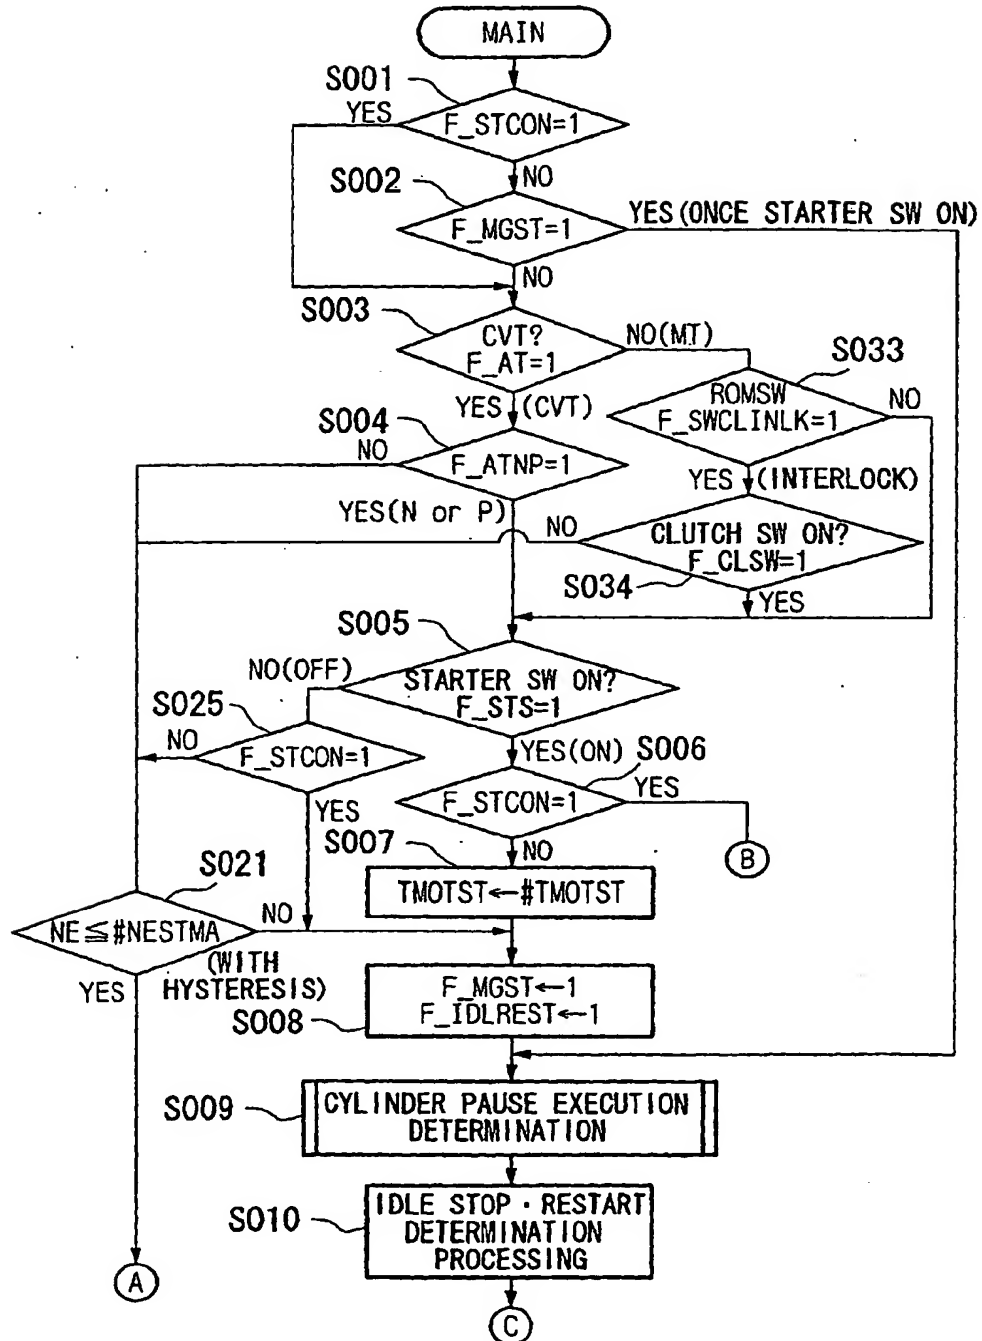 MAIN
S001
YES
F_STCON=1
NO
S002
F_MGST=1
YES(ONCE STARTER SW ON)
NO
S003
CVT?
F_AT=1
NO(MT)
S033
ROMSW
F_SWCLINLK=1
NO
YES (CVT)
S004
NO
F_ATNP=1
YES (INTERLOCK)
YES(N or P)
NO
CLUTCH SW ON?
F_CLSW=1
S034
YES
S005
NO(OFF)
STARTER SW ON?
F_STS=1
S025
NO
F_STCON=1
YES(ON)
S006
F_STCON=1
YES
YES
B
S007
NO
TMOTST←#TMOTST
S021
NE≦#NESTMA
NO
(WITH
HYSTERESIS)
YES
F_MGST←1
F_IDLREST←1
S008
S009
CYLINDER PAUSE EXECUTION
DETERMINATION
S010
IDLE STOP・RESTART
DETERMINATION
PROCESSING
A
C